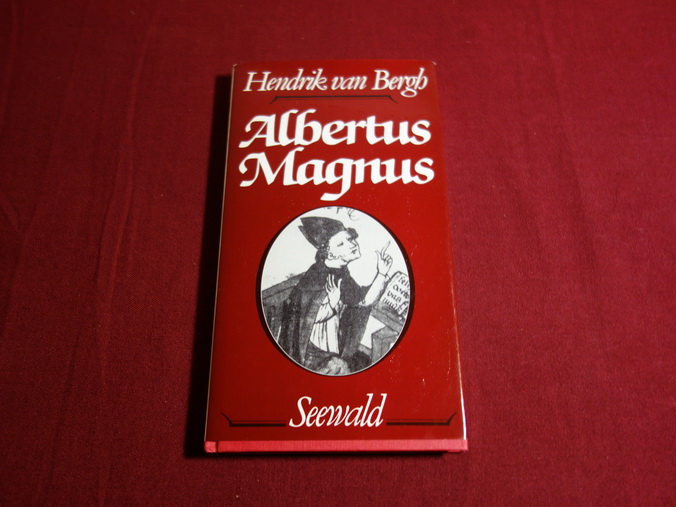 Hendrik van Bergh
Albertus
Magnus
Seewald